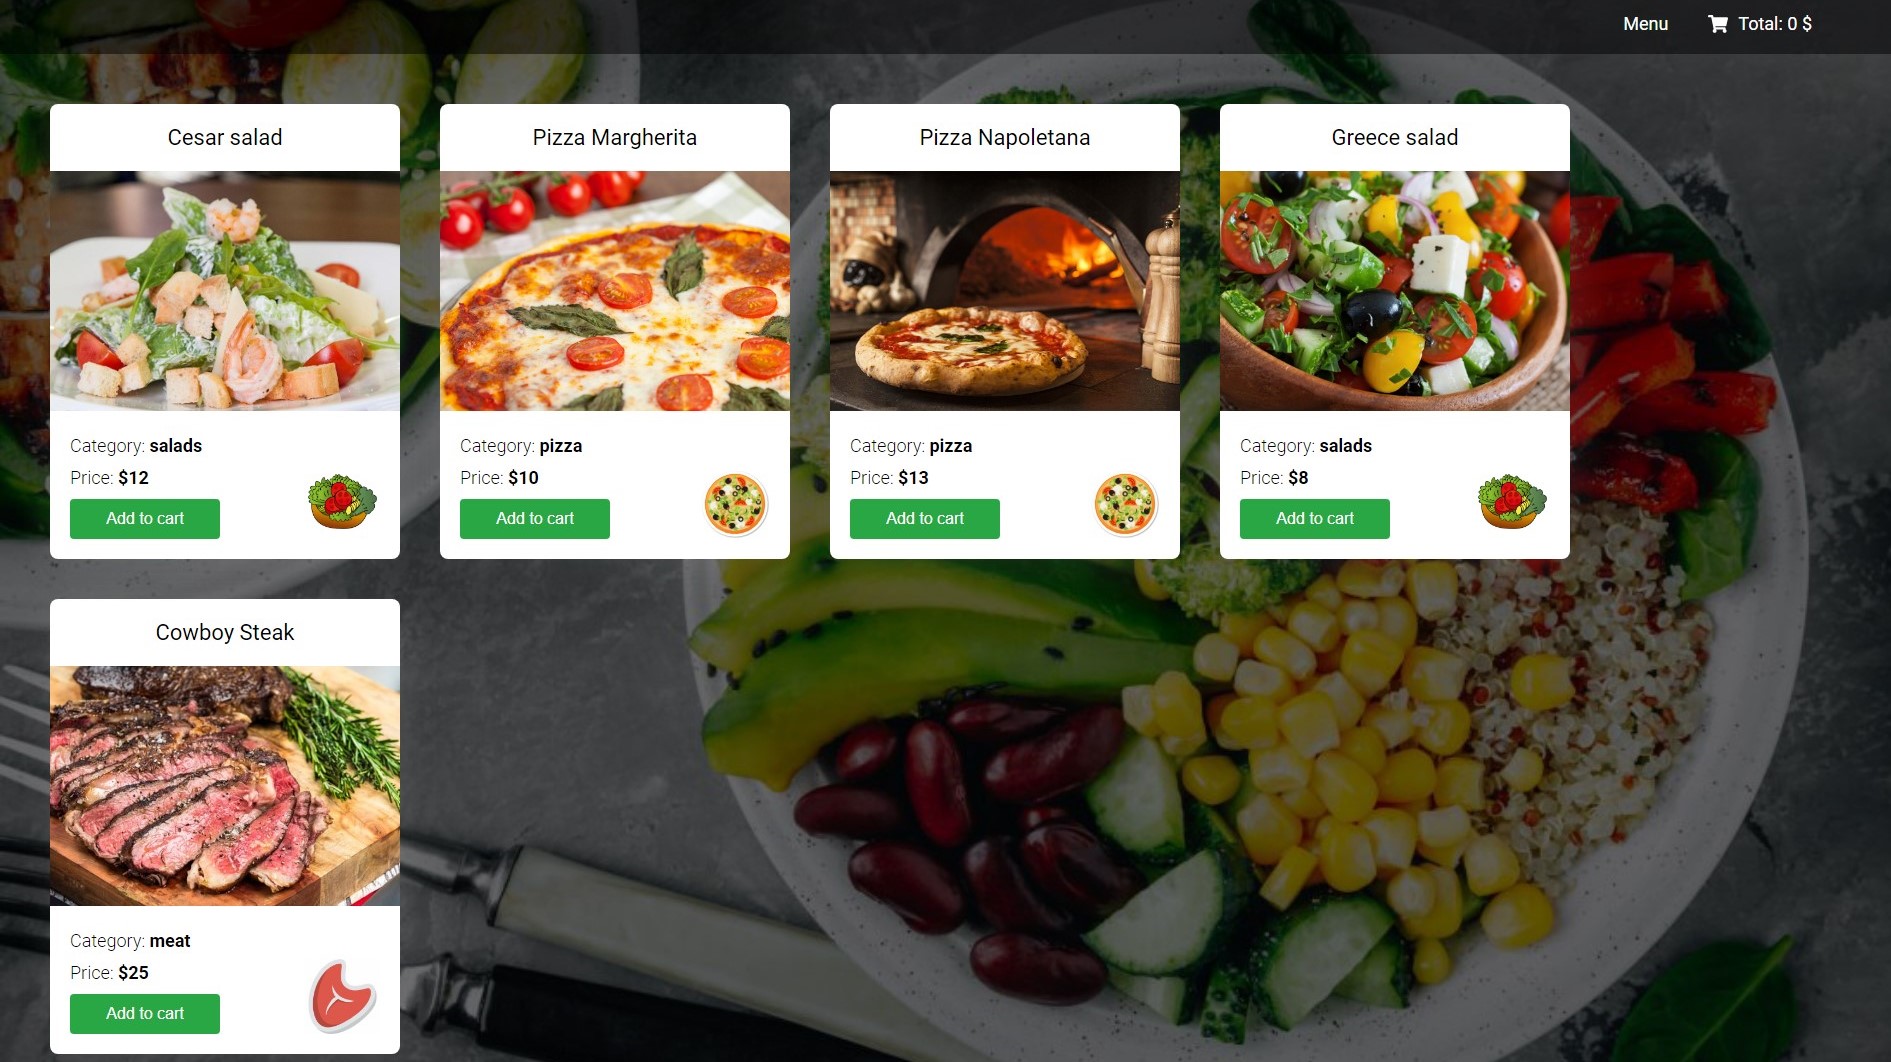 Menu
Total: 0 $
Cesar salad
Category: salads
Price: $12
Add to cart
Pizza Margherita
Category: pizza
Price: $10
Add to cart
Pizza Napoletana
Category: pizza
Price: $13
Add to cart
Greece salad
Category: salads
Price: $8
Add to cart
Cowboy Steak
Category: meat
Price: $25
Add to cart